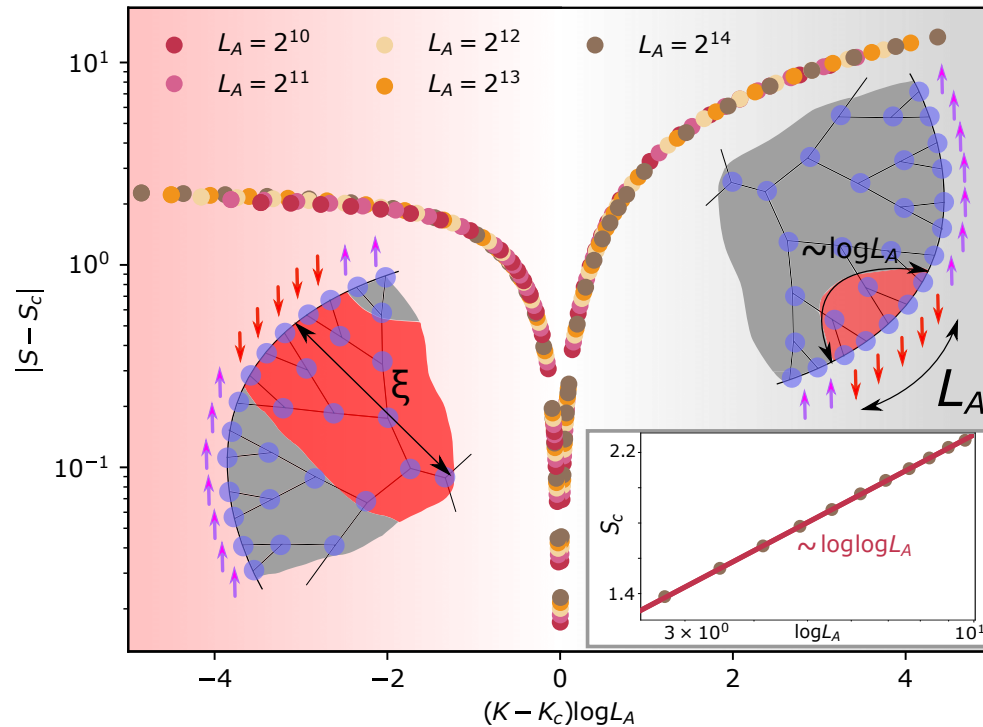 L_A = 2^10
L_A = 2^12
L_A = 2^14
L_A = 2^11
L_A = 2^13
10^1
10^0
10^−1
|S − S_c|
~logL_A
ξ
L_A
2.2
1.4
S_c
~loglogL_A
3 × 10^0
logL_A
10^1
−4
−2
0
2
4
(K − K_c)logL_A